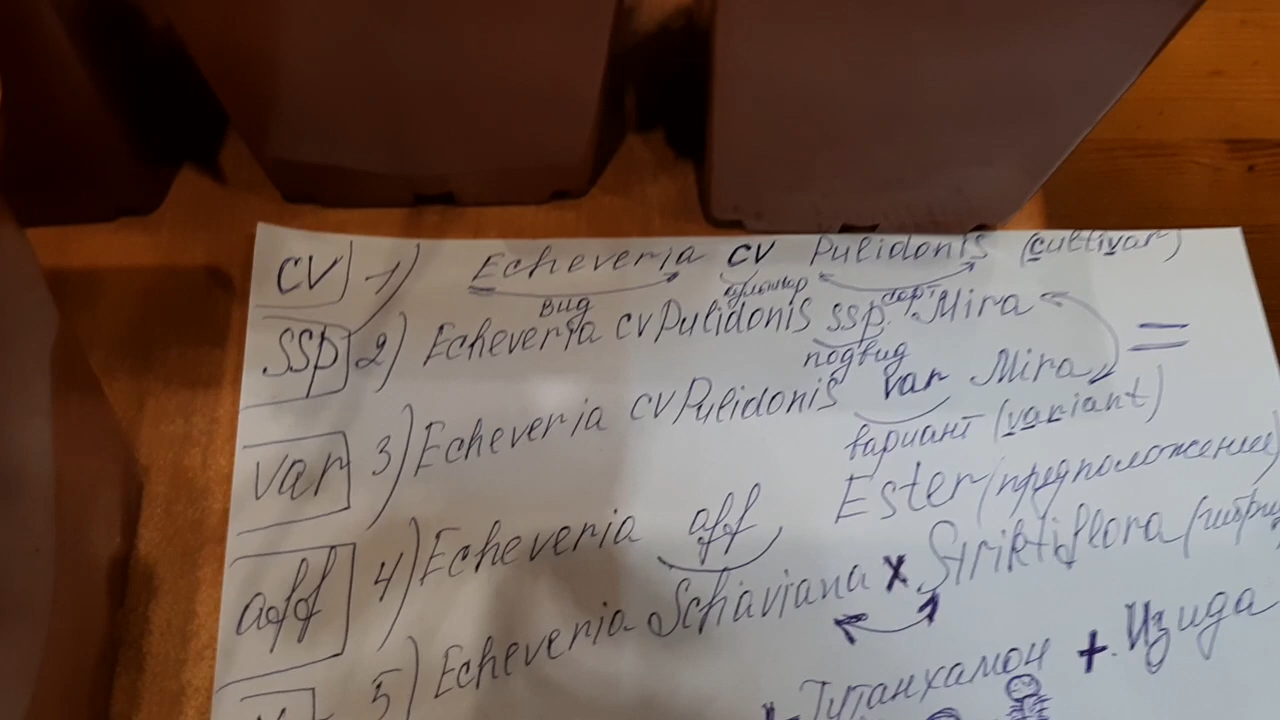 CV 1) Echeveria cv Pulidonis (cultivar)
вид культивар сорт
ssp 2) Echeveria cv Pulidonis ssp. Mira =
подвид
var 3) Echeveria cv Pulidonis var Mira
вариант (variant)
aff 4) Echeveria aff Ester (предположение)
5) Echeveria Schaviana x Striktiflora
Тутанхамон + Изида